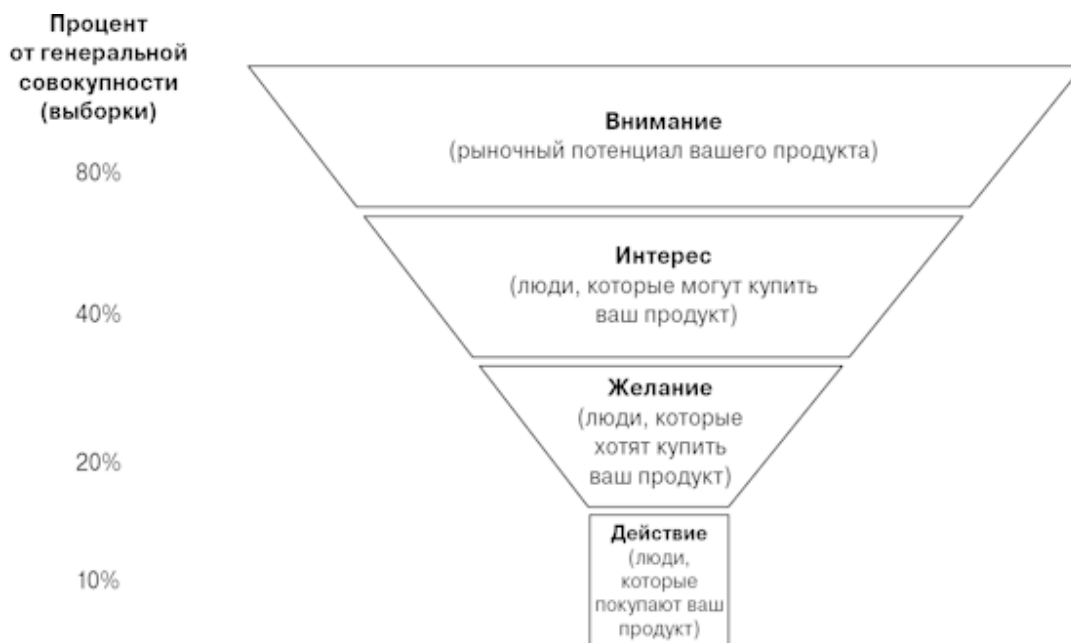 Процент
от генеральной
совокупности
(выборки)
Внимание
(рыночный потенциал вашего продукта)
80%
Интерес
(люди, которые могут купить
ваш продукт)
40%
Желание
(люди, которые
хотят купить
ваш продукт)
20%
Действие
(люди,
которые
покупают ваш
продукт)
10%